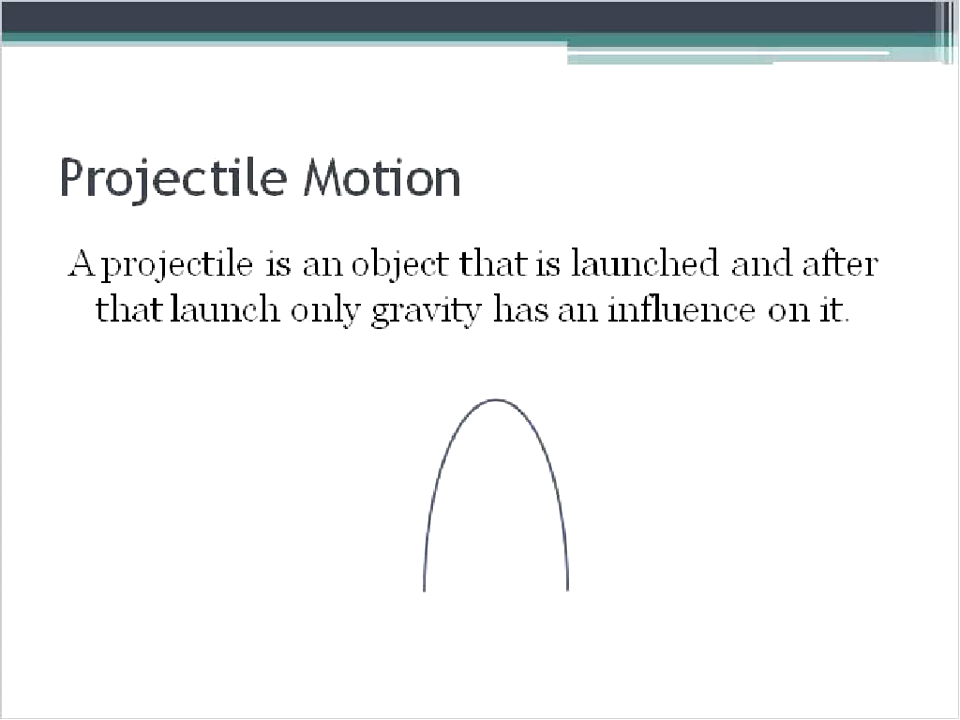 Projectile Motion
A projectile is an object that is launched and after
that launch only gravity has an influence on it.